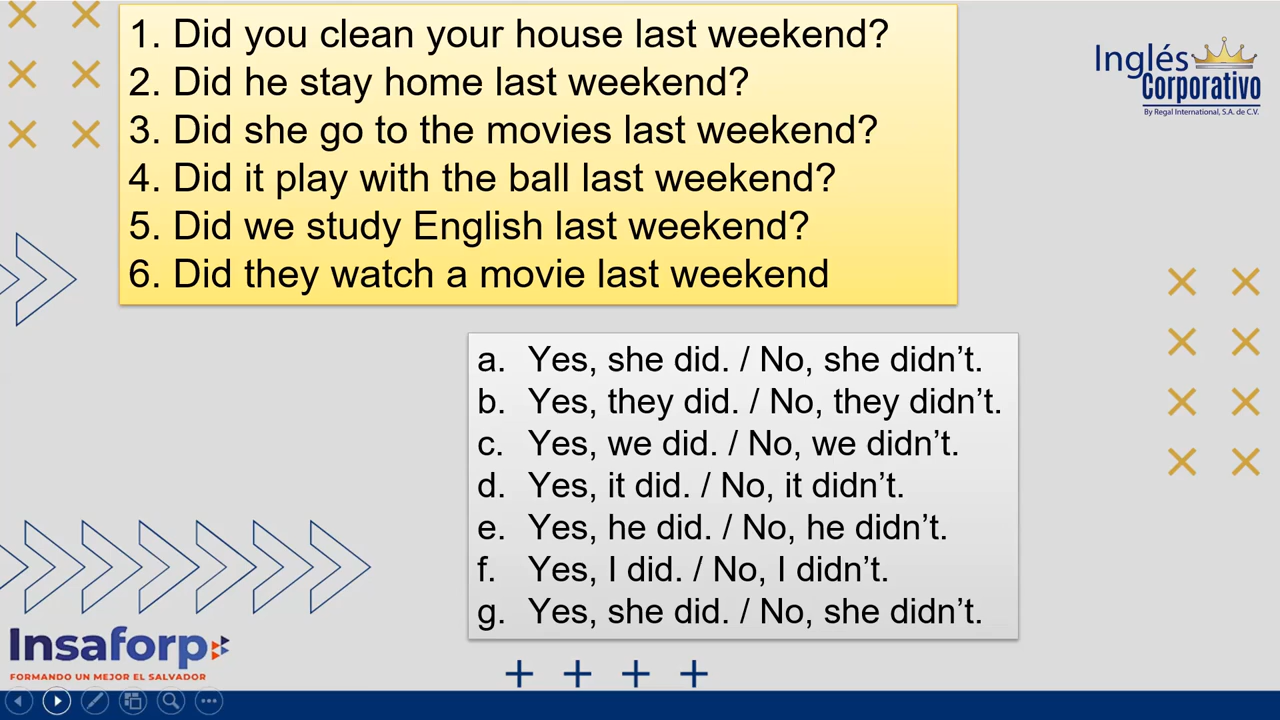 1. Did you clean your house last weekend?
2. Did he stay home last weekend?
3. Did she go to the movies last weekend?
4. Did it play with the ball last weekend?
5. Did we study English last weekend?
6. Did they watch a movie last weekend
Inglés
Corporativo
By Regal International, S.A. de C.V.
a. Yes, she did. / No, she didn’t.
b. Yes, they did. / No, they didn’t.
c. Yes, we did. / No, we didn’t.
d. Yes, it did. / No, it didn’t.
e. Yes, he did. / No, he didn’t.
f. Yes, I did. / No, I didn’t.
g. Yes, she did. / No, she didn’t.
Insaforp
FORMANDO UN MEJOR EL SALVADOR